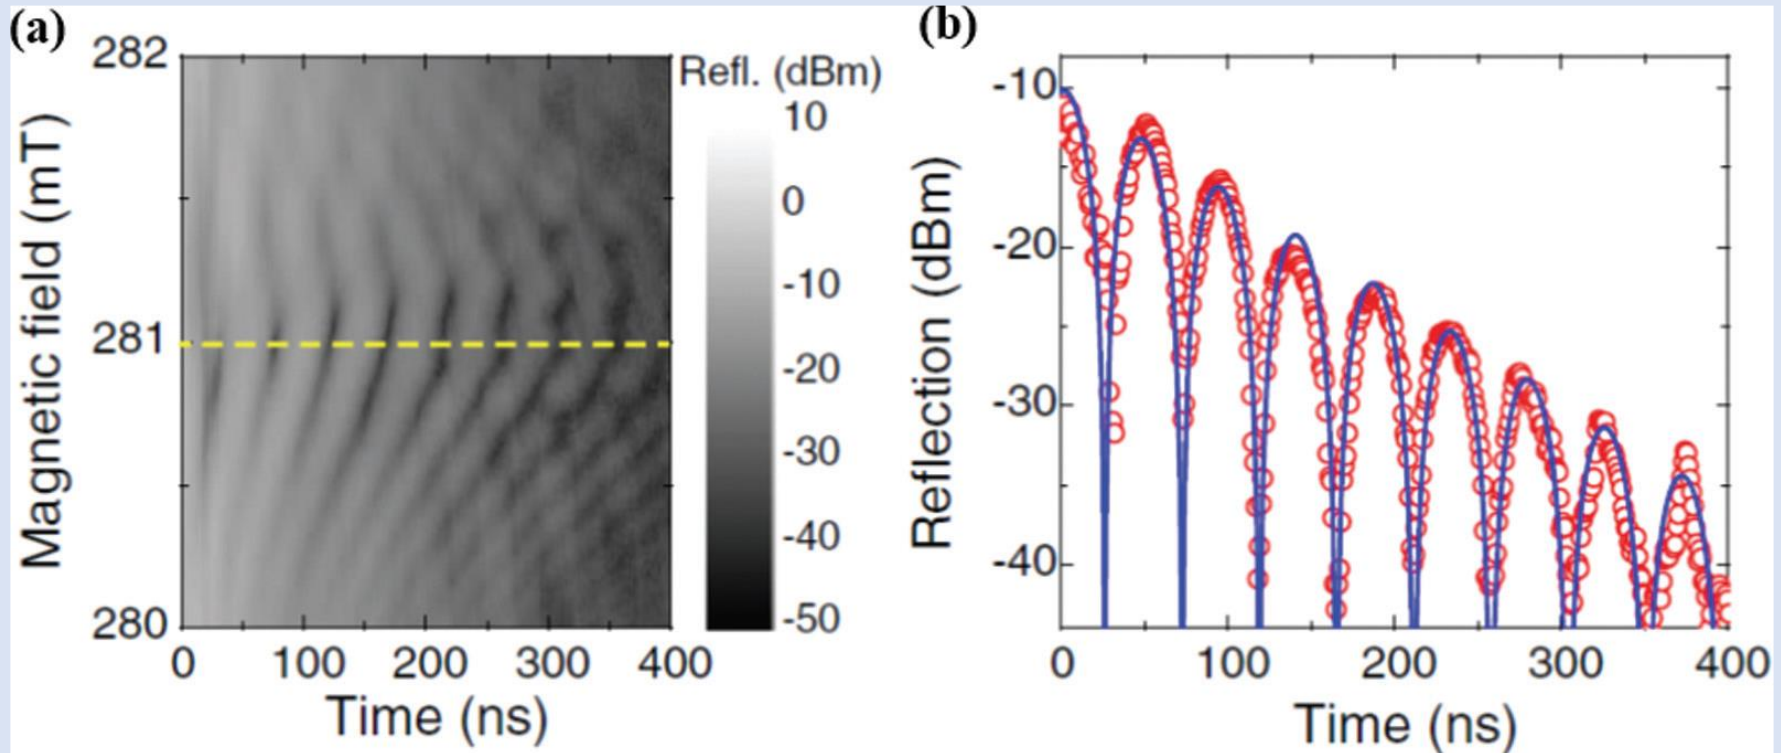 (a)
282
281
280
Magnetic field (mT)
0 100 200 300 400
Time (ns)
Refl. (dBm)
10
0
-10
-20
-30
-40
-50
(b)
-10
-20
-30
-40
Reflection (dBm)
0 100 200 300 400
Time (ns)